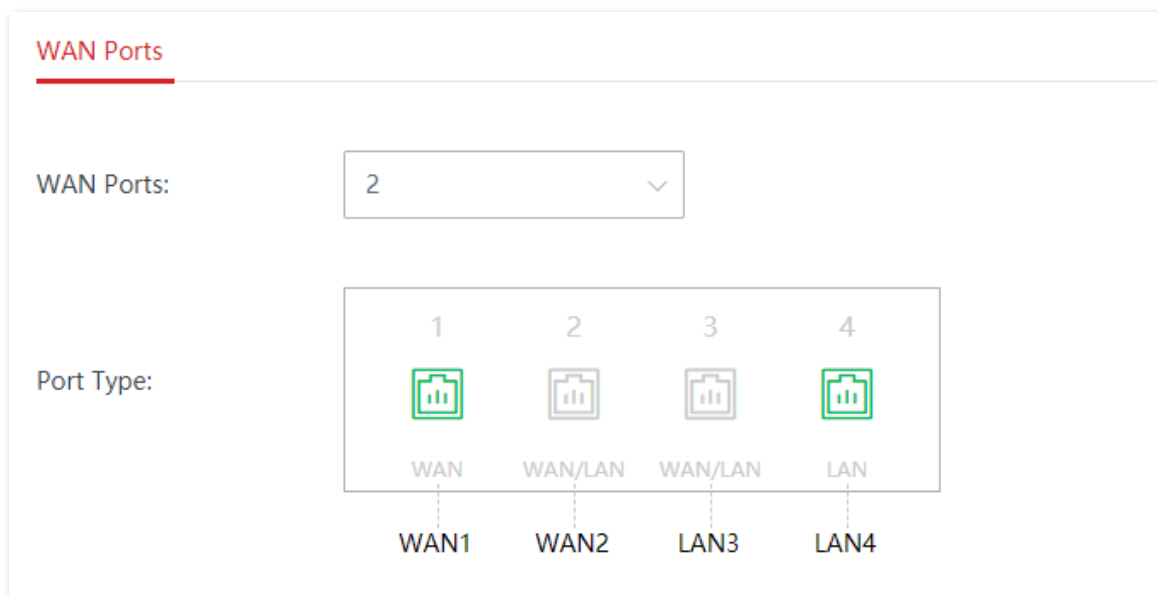 WAN Ports
WAN Ports:
2
1 2 3 4
Port Type:
WAN WAN/LAN WAN/LAN LAN
WAN1 WAN2 LAN3 LAN4